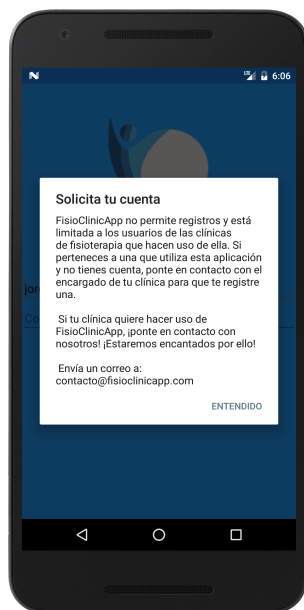 N
LTE 6:06
Solicita tu cuenta
FisioClinicApp no permite registros y está
limitada a los usuarios de las clínicas
de fisioterapia que hacen uso de ella. Si
perteneces a una que utiliza esta aplicación
y no tienes cuenta, ponte en contacto con el
encargado de tu clínica para que te registre
una.
Si tu clínica quiere hacer uso de
FisioClinicApp, ¡ponte en contacto con
nosotros! ¡Estaremos encantados por ello!
Envía un correo a:
contacto@fisioclinicapp.com
ENTENDIDO